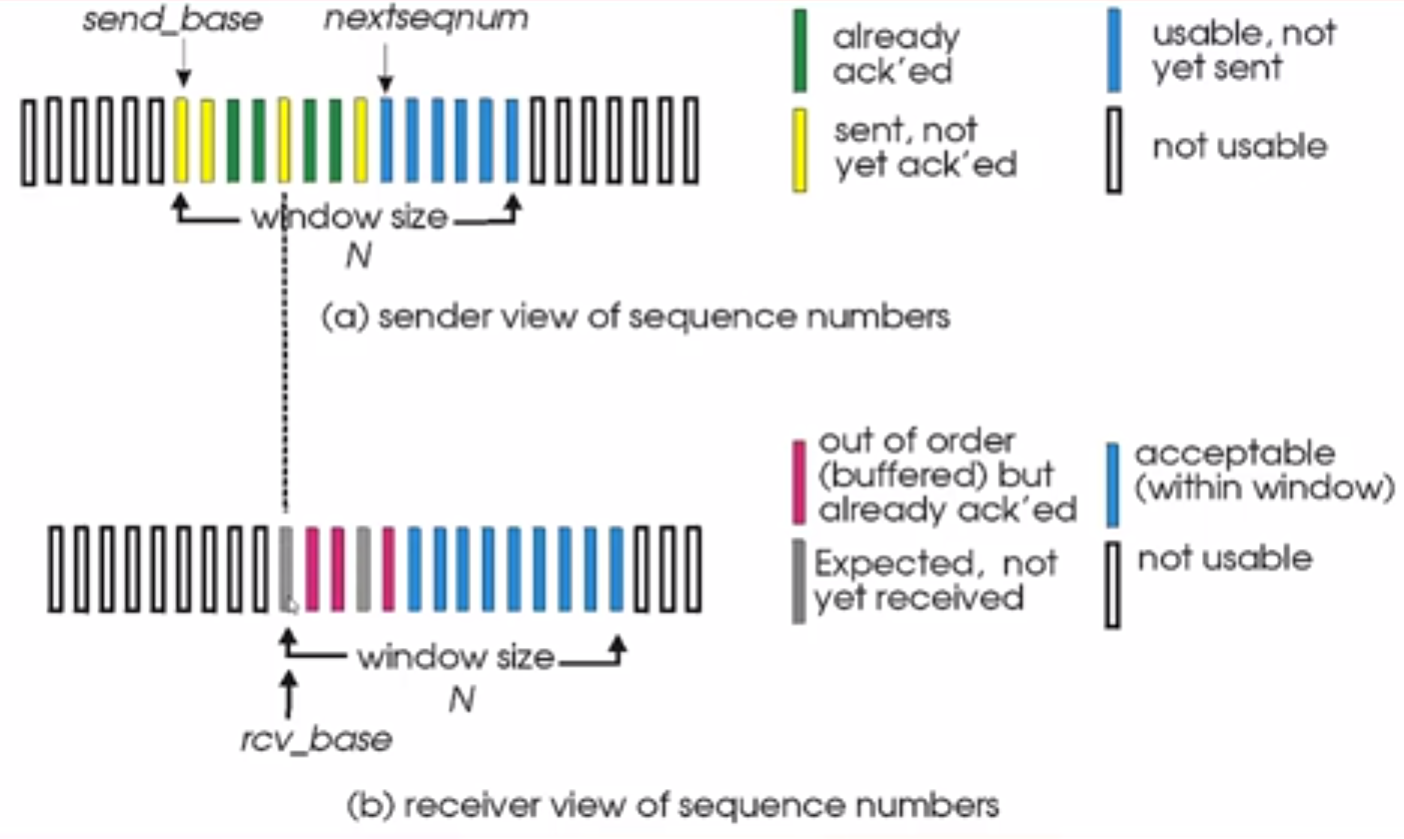 send_base
nextseqnum
already
ack'ed
usable, not
yet sent
sent, not
yet ack'ed
not usable
window size
N
(a) sender view of sequence numbers
out of order
(buffered) but
already ack'ed
acceptable
(within window)
Expected, not
yet received
not usable
window size
N
rcv_base
(b) receiver view of sequence numbers